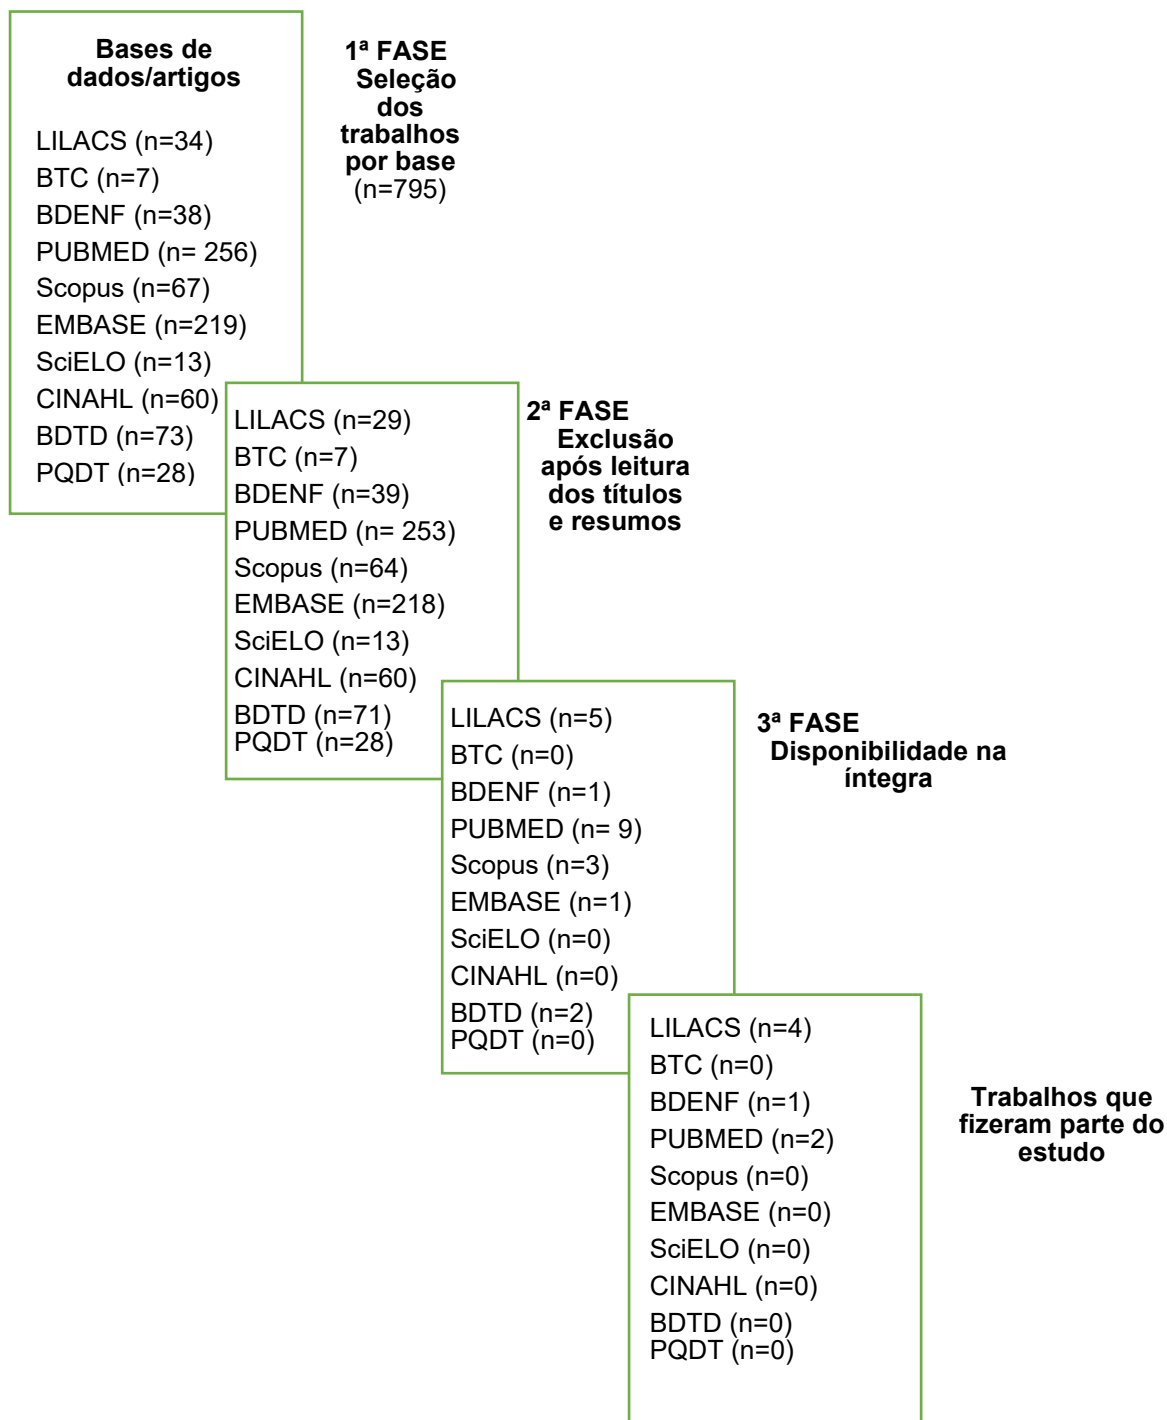 Bases de
dados/artigos
LILACS (n=34)
BTC (n=7)
BDENF (n=38)
PUBMED (n= 256)
Scopus (n=67)
EMBASE (n=219)
SciELO (n=13)
CINAHL (n=60)
BDTD (n=73)
PQDT (n=28)
1ª FASE
Seleção
dos
trabalhos
por base
(n=795)
LILACS (n=29)
BTC (n=7)
BDENF (n=39)
PUBMED (n= 253)
Scopus (n=64)
EMBASE (n=218)
SciELO (n=13)
CINAHL (n=60)
BDTD (n=71)
PQDT (n=28)
2ª FASE
Exclusão
após leitura
dos títulos
e resumos
LILACS (n=5)
BTC (n=0)
BDENF (n=1)
PUBMED (n= 9)
Scopus (n=3)
EMBASE (n=1)
SciELO (n=0)
CINAHL (n=0)
BDTD (n=2)
PQDT (n=0)
3ª FASE
Disponibilidade na
íntegra
LILACS (n=4)
BTC (n=0)
BDENF (n=1)
PUBMED (n=2)
Scopus (n=0)
EMBASE (n=0)
SciELO (n=0)
CINAHL (n=0)
BDTD (n=0)
PQDT (n=0)
Trabalhos que
fizeram parte do
estudo